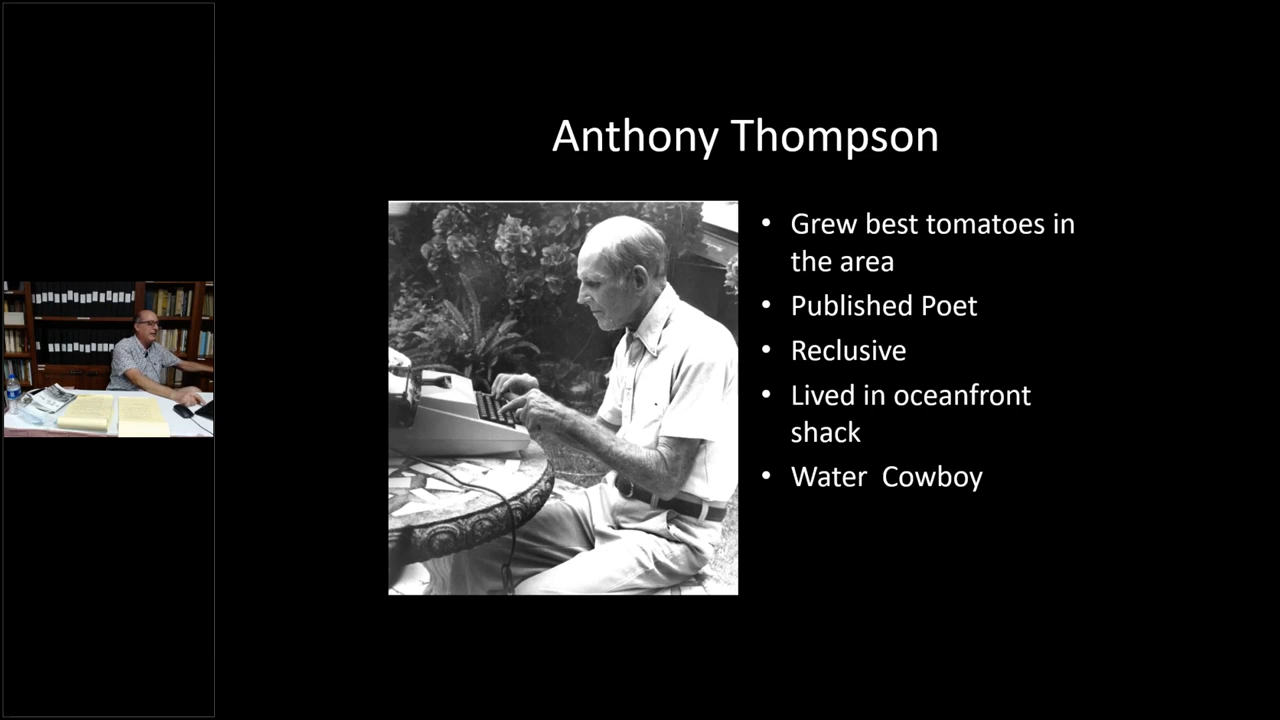 Anthony Thompson
• Grew best tomatoes in
the area
• Published Poet
• Reclusive
• Lived in oceanfront
shack
• Water  Cowboy